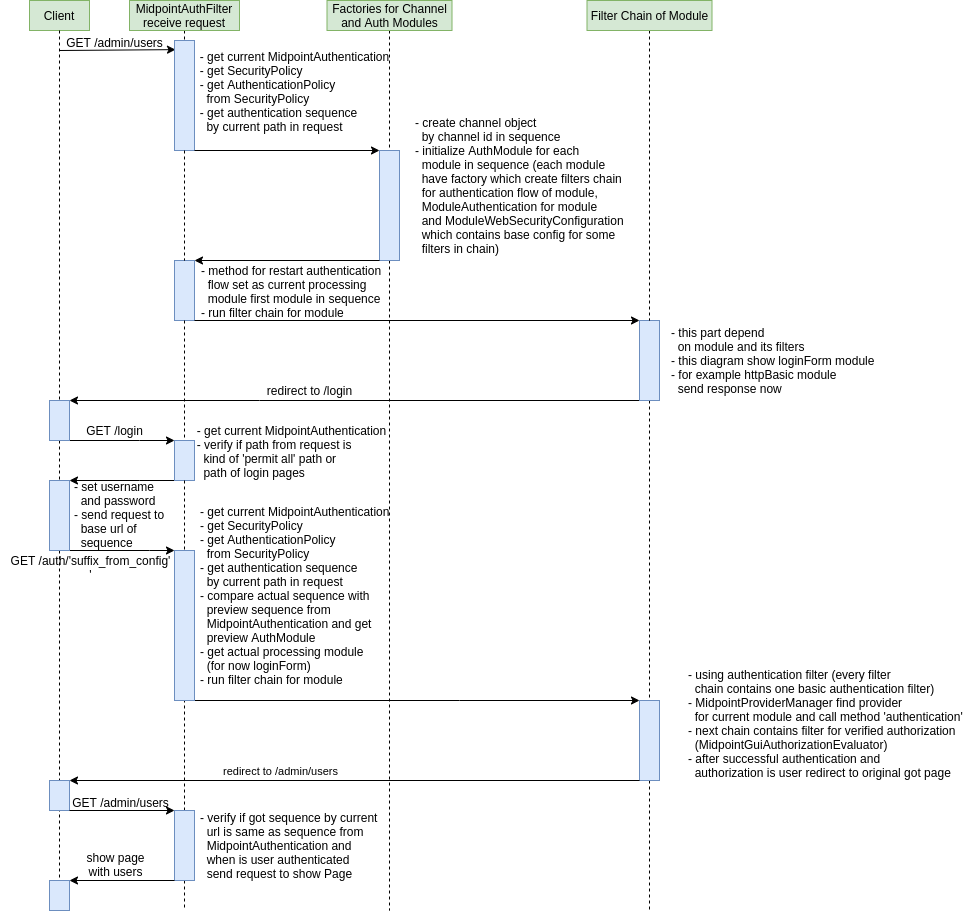 Client
MidpointAuthFilter
receive request
Factories for Channel
and Auth Modules
Filter Chain of Module
GET /admin/users
- get current MidpointAuthentication
- get SecurityPolicy
- get AuthenticationPolicy
from SecurityPolicy
- get authentication sequence
by current path in request
- create channel object
by channel id in sequence
- initialize AuthModule for each
module in sequence (each module
have factory which create filters chain
for authentication flow of module,
ModuleAuthentication for module
and ModuleWebSecurityConfiguration
which contains base config for some
filters in chain)
- method for restart authentication
flow set as current processing
module first module in sequence
- run filter chain for module
- this part depend
on module and its filters
- this diagram show loginForm module
- for example httpBasic module
send response now
redirect to /login
GET /login
- get current MidpointAuthentication
- verify if path from request is
kind of 'permit all' path or
path of login pages
- set username
and password
- send request to
base url of
sequence
GET /auth/'suffix_from_config'
'
- get current MidpointAuthentication
- get SecurityPolicy
- get AuthenticationPolicy
from SecurityPolicy
- get authentication sequence
by current path in request
- compare actual sequence with
preview sequence from
MidpointAuthentication and get
preview AuthModule
- get actual processing module
(for now loginForm)
- run filter chain for module
- using authentication filter (every filter
chain contains one basic authentication filter)
- MidpointProviderManager find provider
for current module and call method 'authentication'
- next chain contains filter for verified authorization
(MidpointGuiAuthorizationEvaluator)
- after successful authentication and
authorization is user redirect to original got page
redirect to /admin/users
GET /admin/users
- verify if got sequence by current
url is same as sequence from
MidpointAuthentication and
when is user authenticated
send request to show Page
show page
with users